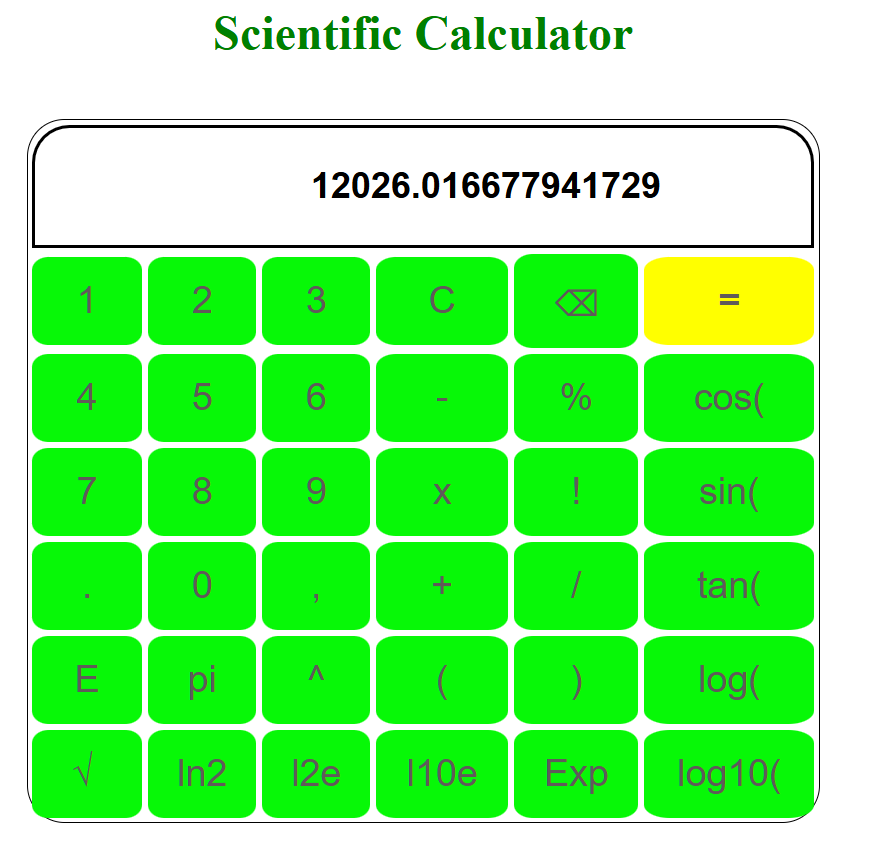 Scientific Calculator
12026.016677941729
1 2 3 C ⌫ =
4 5 6 - % cos(
7 8 9 x ! sin(
. 0 , + / tan(
E pi ^ ( ) log(
√ ln2 l2e l10e Exp log10(